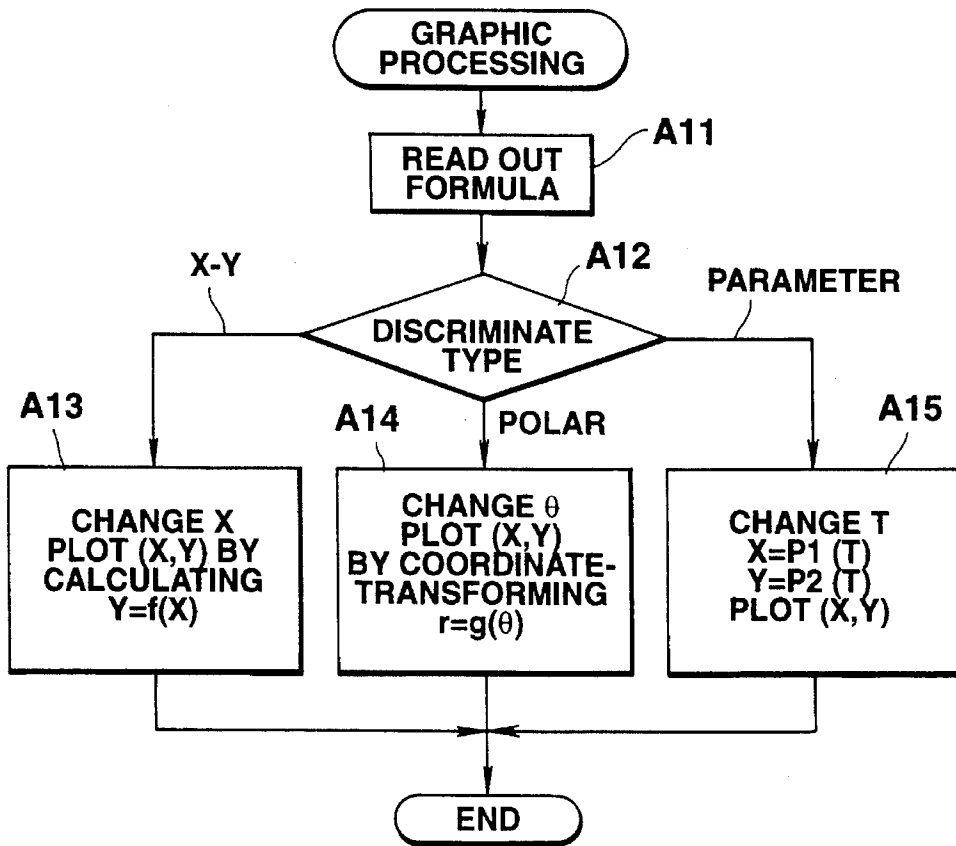 GRAPHIC
PROCESSING
A11
READ OUT
FORMULA
A12
X-Y
PARAMETER
DISCRIMINATE
TYPE
POLAR
A13
CHANGE X
PLOT (X,Y) BY
CALCULATING
Y=f(X)
A14
CHANGE θ
PLOT (X,Y)
BY COORDINATE-
TRANSFORMING
r=g(θ)
A15
CHANGE T
X=P1 (T)
Y=P2 (T)
PLOT (X,Y)
END